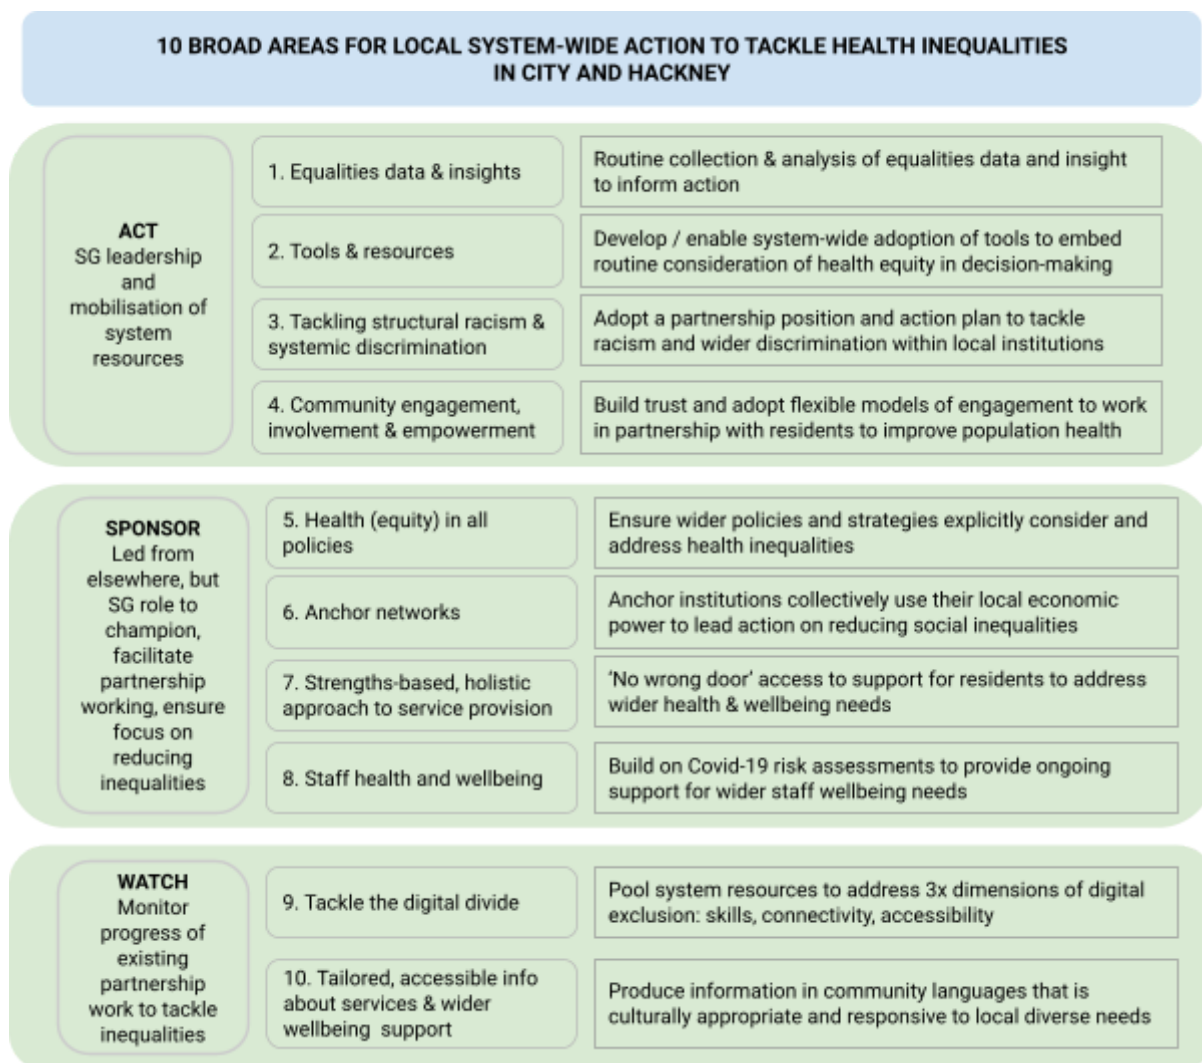 10 BROAD AREAS FOR LOCAL SYSTEM-WIDE ACTION TO TACKLE HEALTH INEQUALITIES
IN CITY AND HACKNEY
ACT
SG leadership
and
mobilisation of
system
resources
1. Equalities data & insights
Routine collection & analysis of equalities data and insight
to inform action
2. Tools & resources
Develop / enable system-wide adoption of tools to embed
routine consideration of health equity in decision-making
3. Tackling structural racism &
systemic discrimination
Adopt a partnership position and action plan to tackle
racism and wider discrimination within local institutions
4. Community engagement,
involvement & empowerment
Build trust and adopt flexible models of engagement to work
in partnership with residents to improve population health
SPONSOR
Led from
elsewhere, but
SG role to
champion,
facilitate
partnership
working, ensure
focus on
reducing
inequalities
5. Health (equity) in all
policies
Ensure wider policies and strategies explicitly consider and
address health inequalities
6. Anchor networks
Anchor institutions collectively use their local economic
power to lead action on reducing social inequalities
7. Strengths-based, holistic
approach to service provision
‘No wrong door’ access to support for residents to address
wider health & wellbeing needs
8. Staff health and wellbeing
Build on Covid-19 risk assessments to provide ongoing
support for wider staff wellbeing needs
WATCH
Monitor
progress of
existing
partnership
work to tackle
inequalities
9. Tackle the digital divide
Pool system resources to address 3x dimensions of digital
exclusion: skills, connectivity, accessibility
10. Tailored, accessible info
about services & wider
wellbeing support
Produce information in community languages that is
culturally appropriate and responsive to local diverse needs